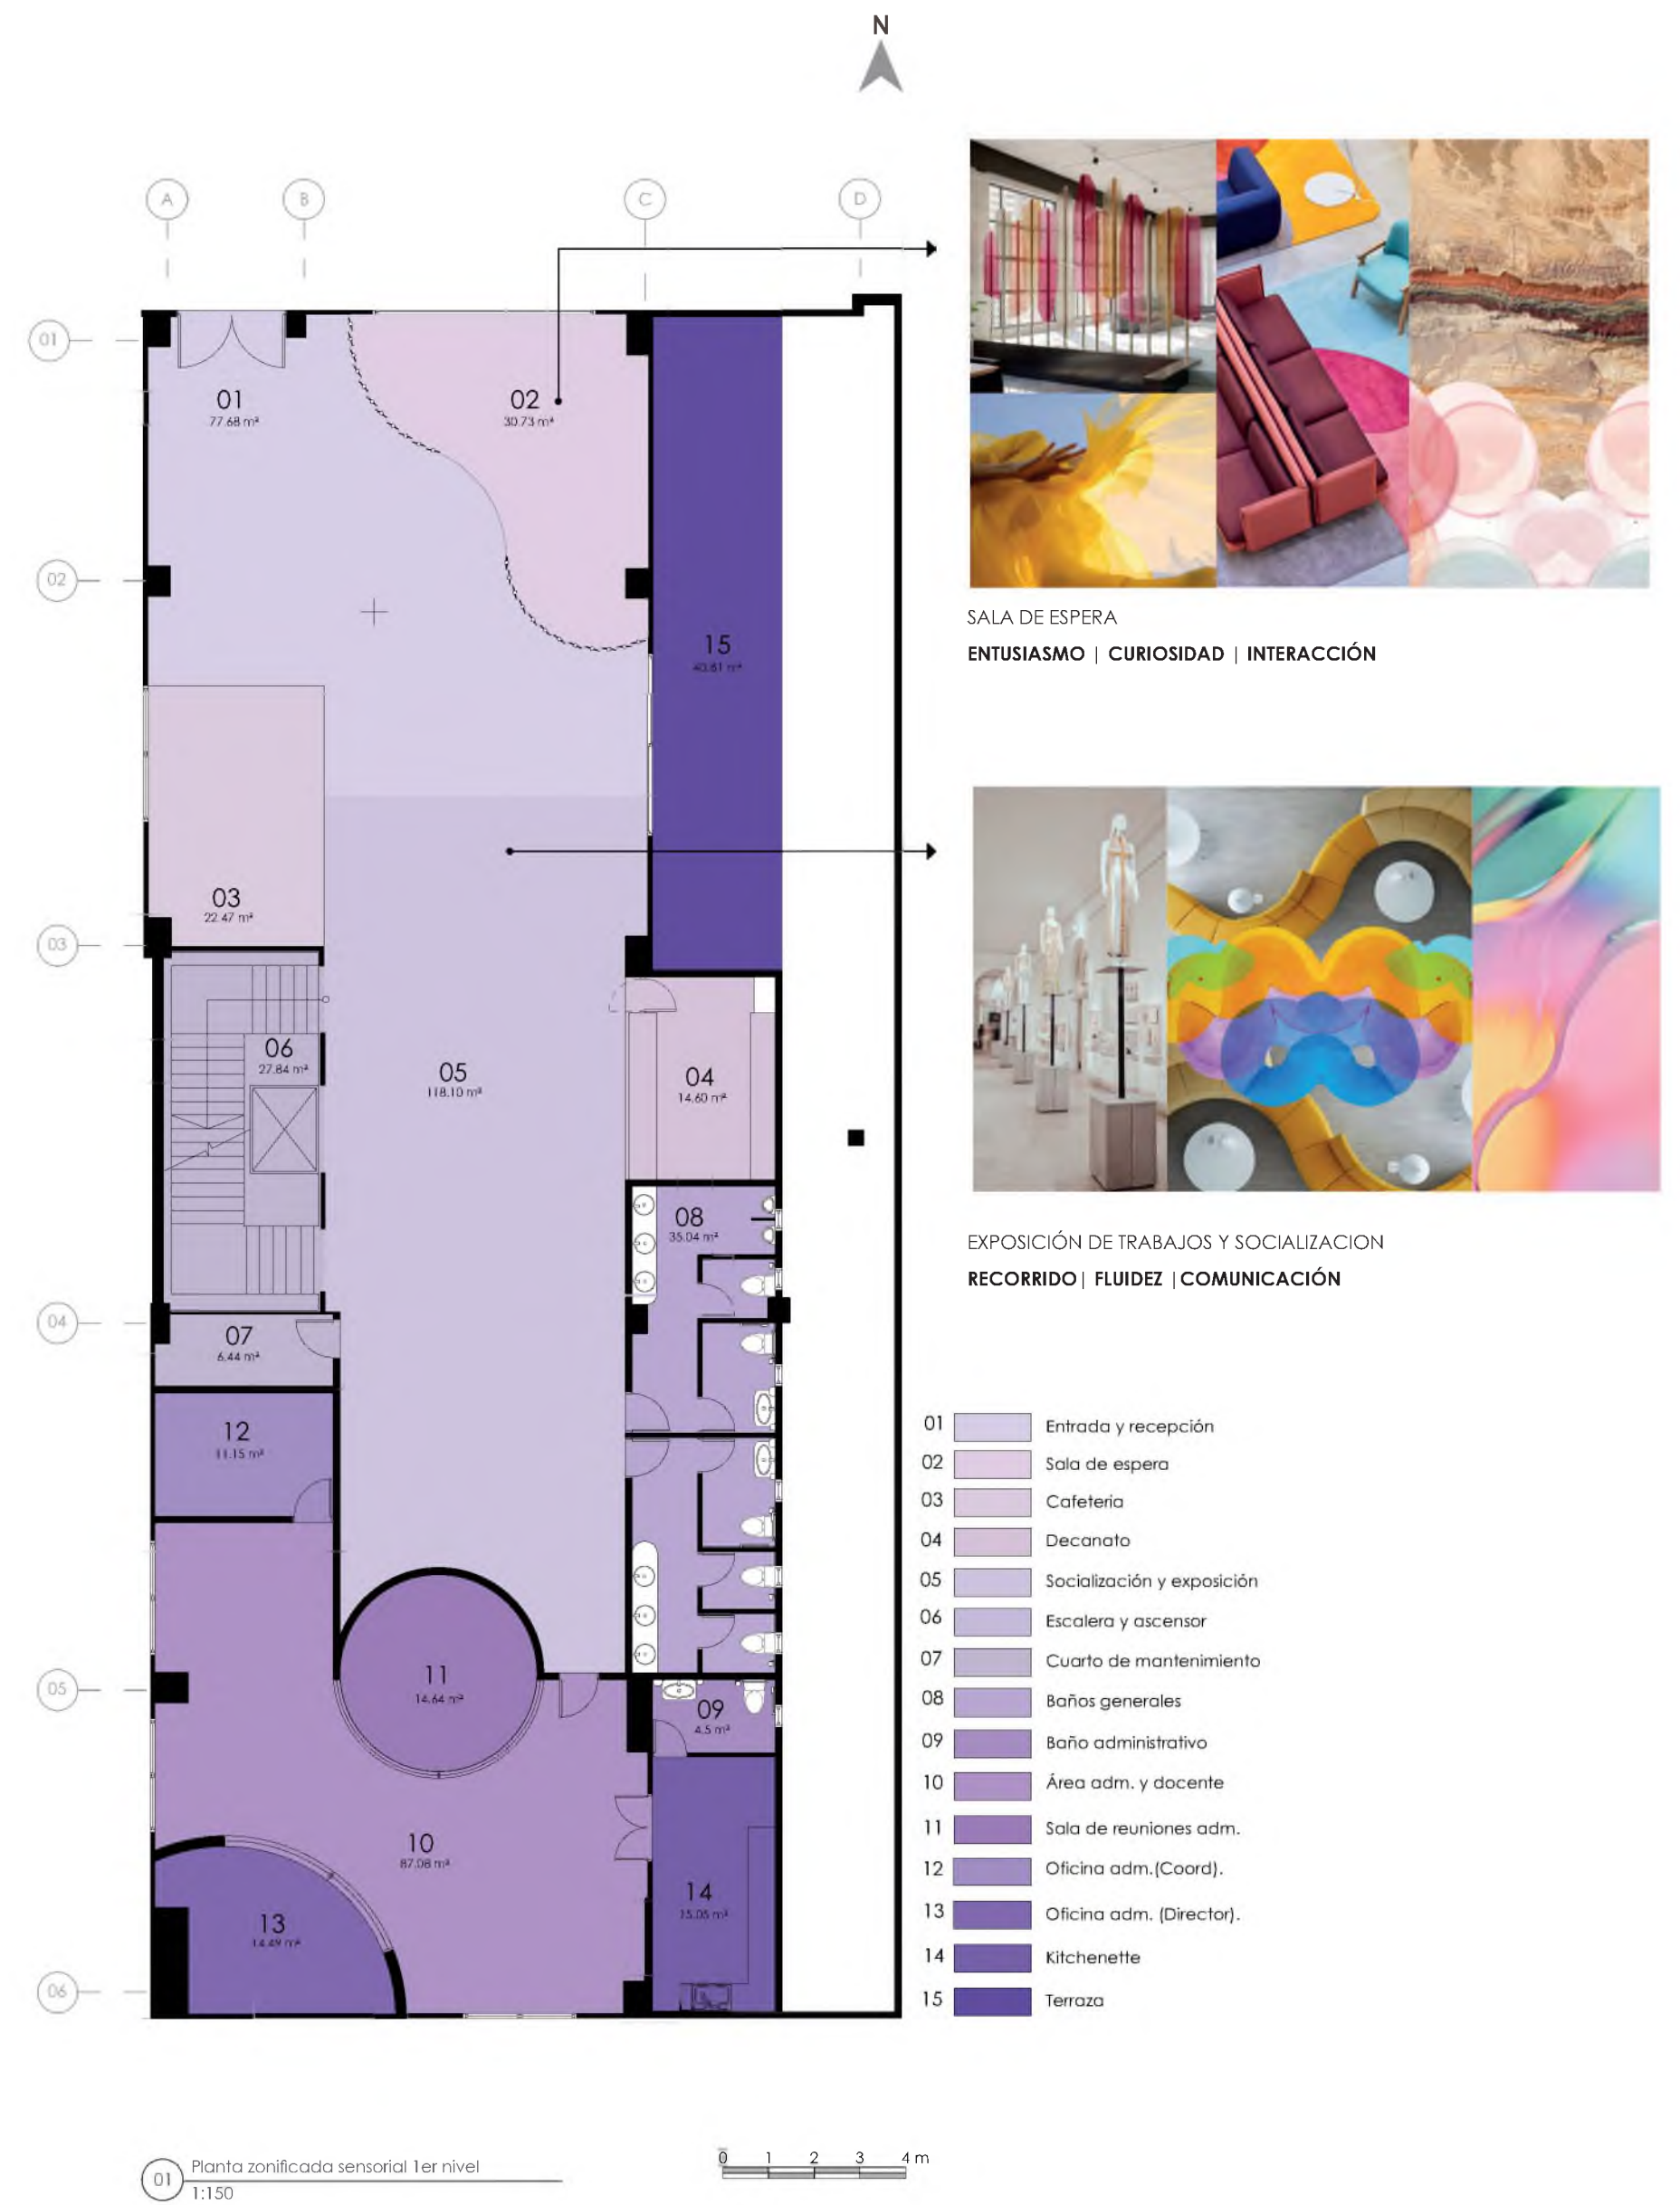 N
A
B
C
D
01
02
03
04
05
06
01
77.68 m²
02
30.73 m²
15
40.81 m²
03
22.47 m²
06
27.84 m²
05
118.10 m²
04
14.60 m²
08
35.04 m²
07
6.44 m²
12
11.15 m²
11
14.64 m²
09
4.5 m²
10
87.08 m²
14
15.05 m²
13
14.49 m²
SALA DE ESPERA
ENTUSIASMO | CURIOSIDAD | INTERACCIÓN
EXPOSICIÓN DE TRABAJOS Y SOCIALIZACION
RECORRIDO| FLUIDEZ |COMUNICACIÓN
01 Entrada y recepción
02 Sala de espera
03 Cafeteria
04 Decanato
05 Socialización y exposición
06 Escalera y ascensor
07 Cuarto de mantenimiento
08 Baños generales
09 Baño administrativo
10 Área adm. y docente
11 Sala de reuniones adm.
12 Oficina adm.(Coord).
13 Oficina adm. (Director).
14 Kitchenette
15 Terraza
01 Planta zonificada sensorial 1er nivel
1:150
0 1 2 3 4 m